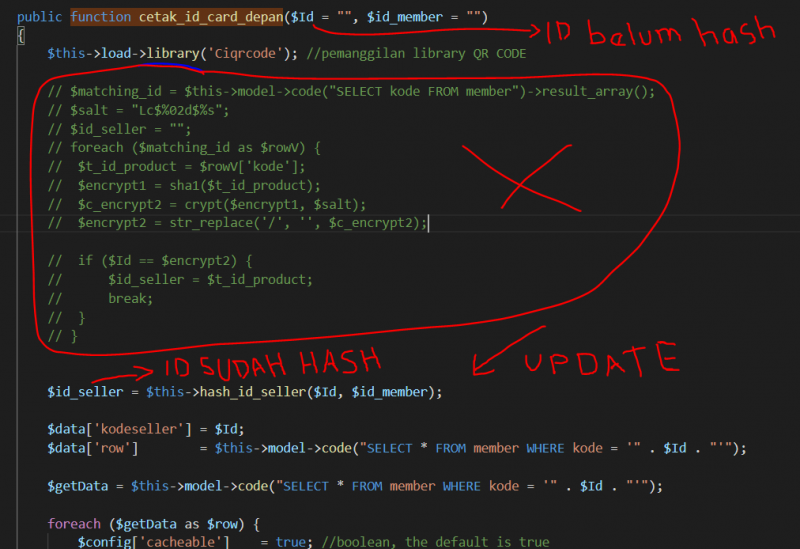 public function cetak_id_card_depan($Id = "", $id_member = "")
ID belum hash
{
$this->load->library('Ciqrcode'); //pemanggilan library QR CODE
// $matching_id = $this->model->code("SELECT kode FROM member")->result_array();
// $salt = "Lc$%02d$%s";
// $id_seller = "";
// foreach ($matching_id as $rowV) {
//  $t_id_product = $rowV['kode'];
//  $encrypt1 = sha1($t_id_product);
//  $c_encrypt2 = crypt($encrypt1, $salt);
//  $encrypt2 = str_replace('/', '', $c_encrypt2);
//  if ($Id == $encrypt2) {
//      $id_seller = $t_id_product;
//      break;
//  }
// }
ID SUDAH HASH
UPDATE
$id_seller = $this->hash_id_seller($Id, $id_member);
$data['kodeseller'] = $Id;
$data['row']        = $this->model->code("SELECT * FROM member WHERE kode = '" . $Id . "'");
$getData = $this->model->code("SELECT * FROM member WHERE kode = '" . $Id . "'");
foreach ($getData as $row) {
$config['cacheable']    = true; //boolean, the default is true